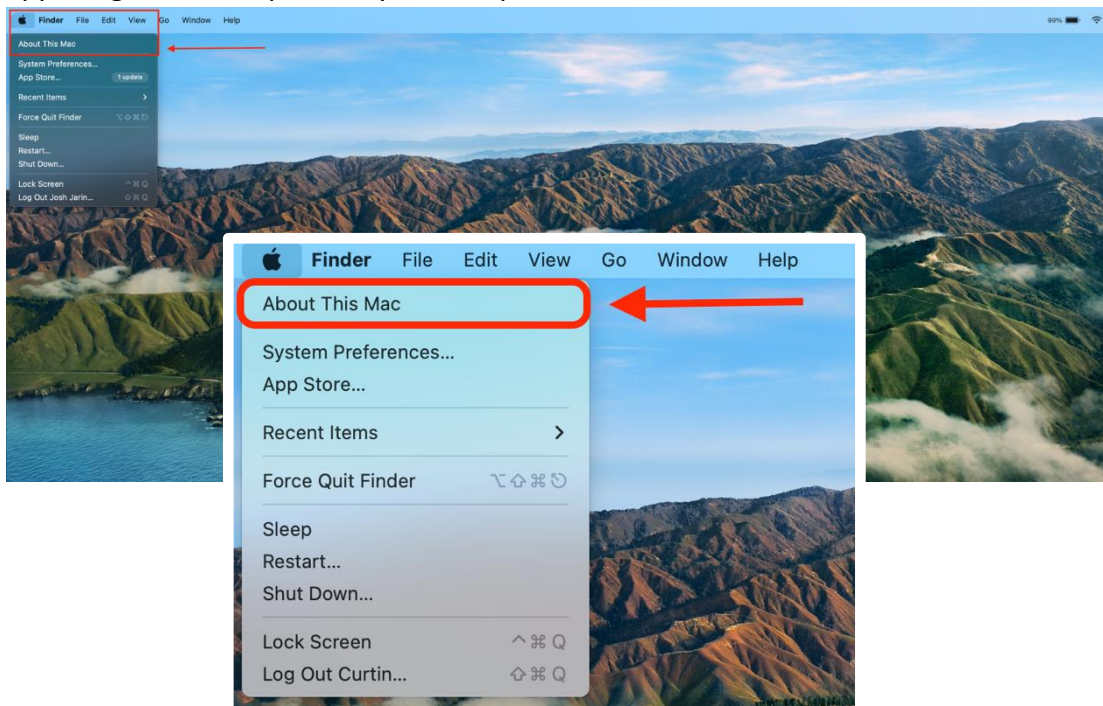 Finder File Edit View Go Window Help
99%
About This Mac
System Preferences...
App Store... 1 update
Recent Items >
Force Quit Finder ⌥⇧⌘⎋
Sleep
Restart...
Shut Down...
Lock Screen ^⌘Q
Log Out Josh Jarin... ⇧⌘Q
Finder File Edit View Go Window Help
About This Mac
System Preferences...
App Store...
Recent Items >
Force Quit Finder ⌥⇧⌘⎋
Sleep
Restart...
Shut Down...
Lock Screen ^⌘Q
Log Out Curtin... ⇧⌘Q